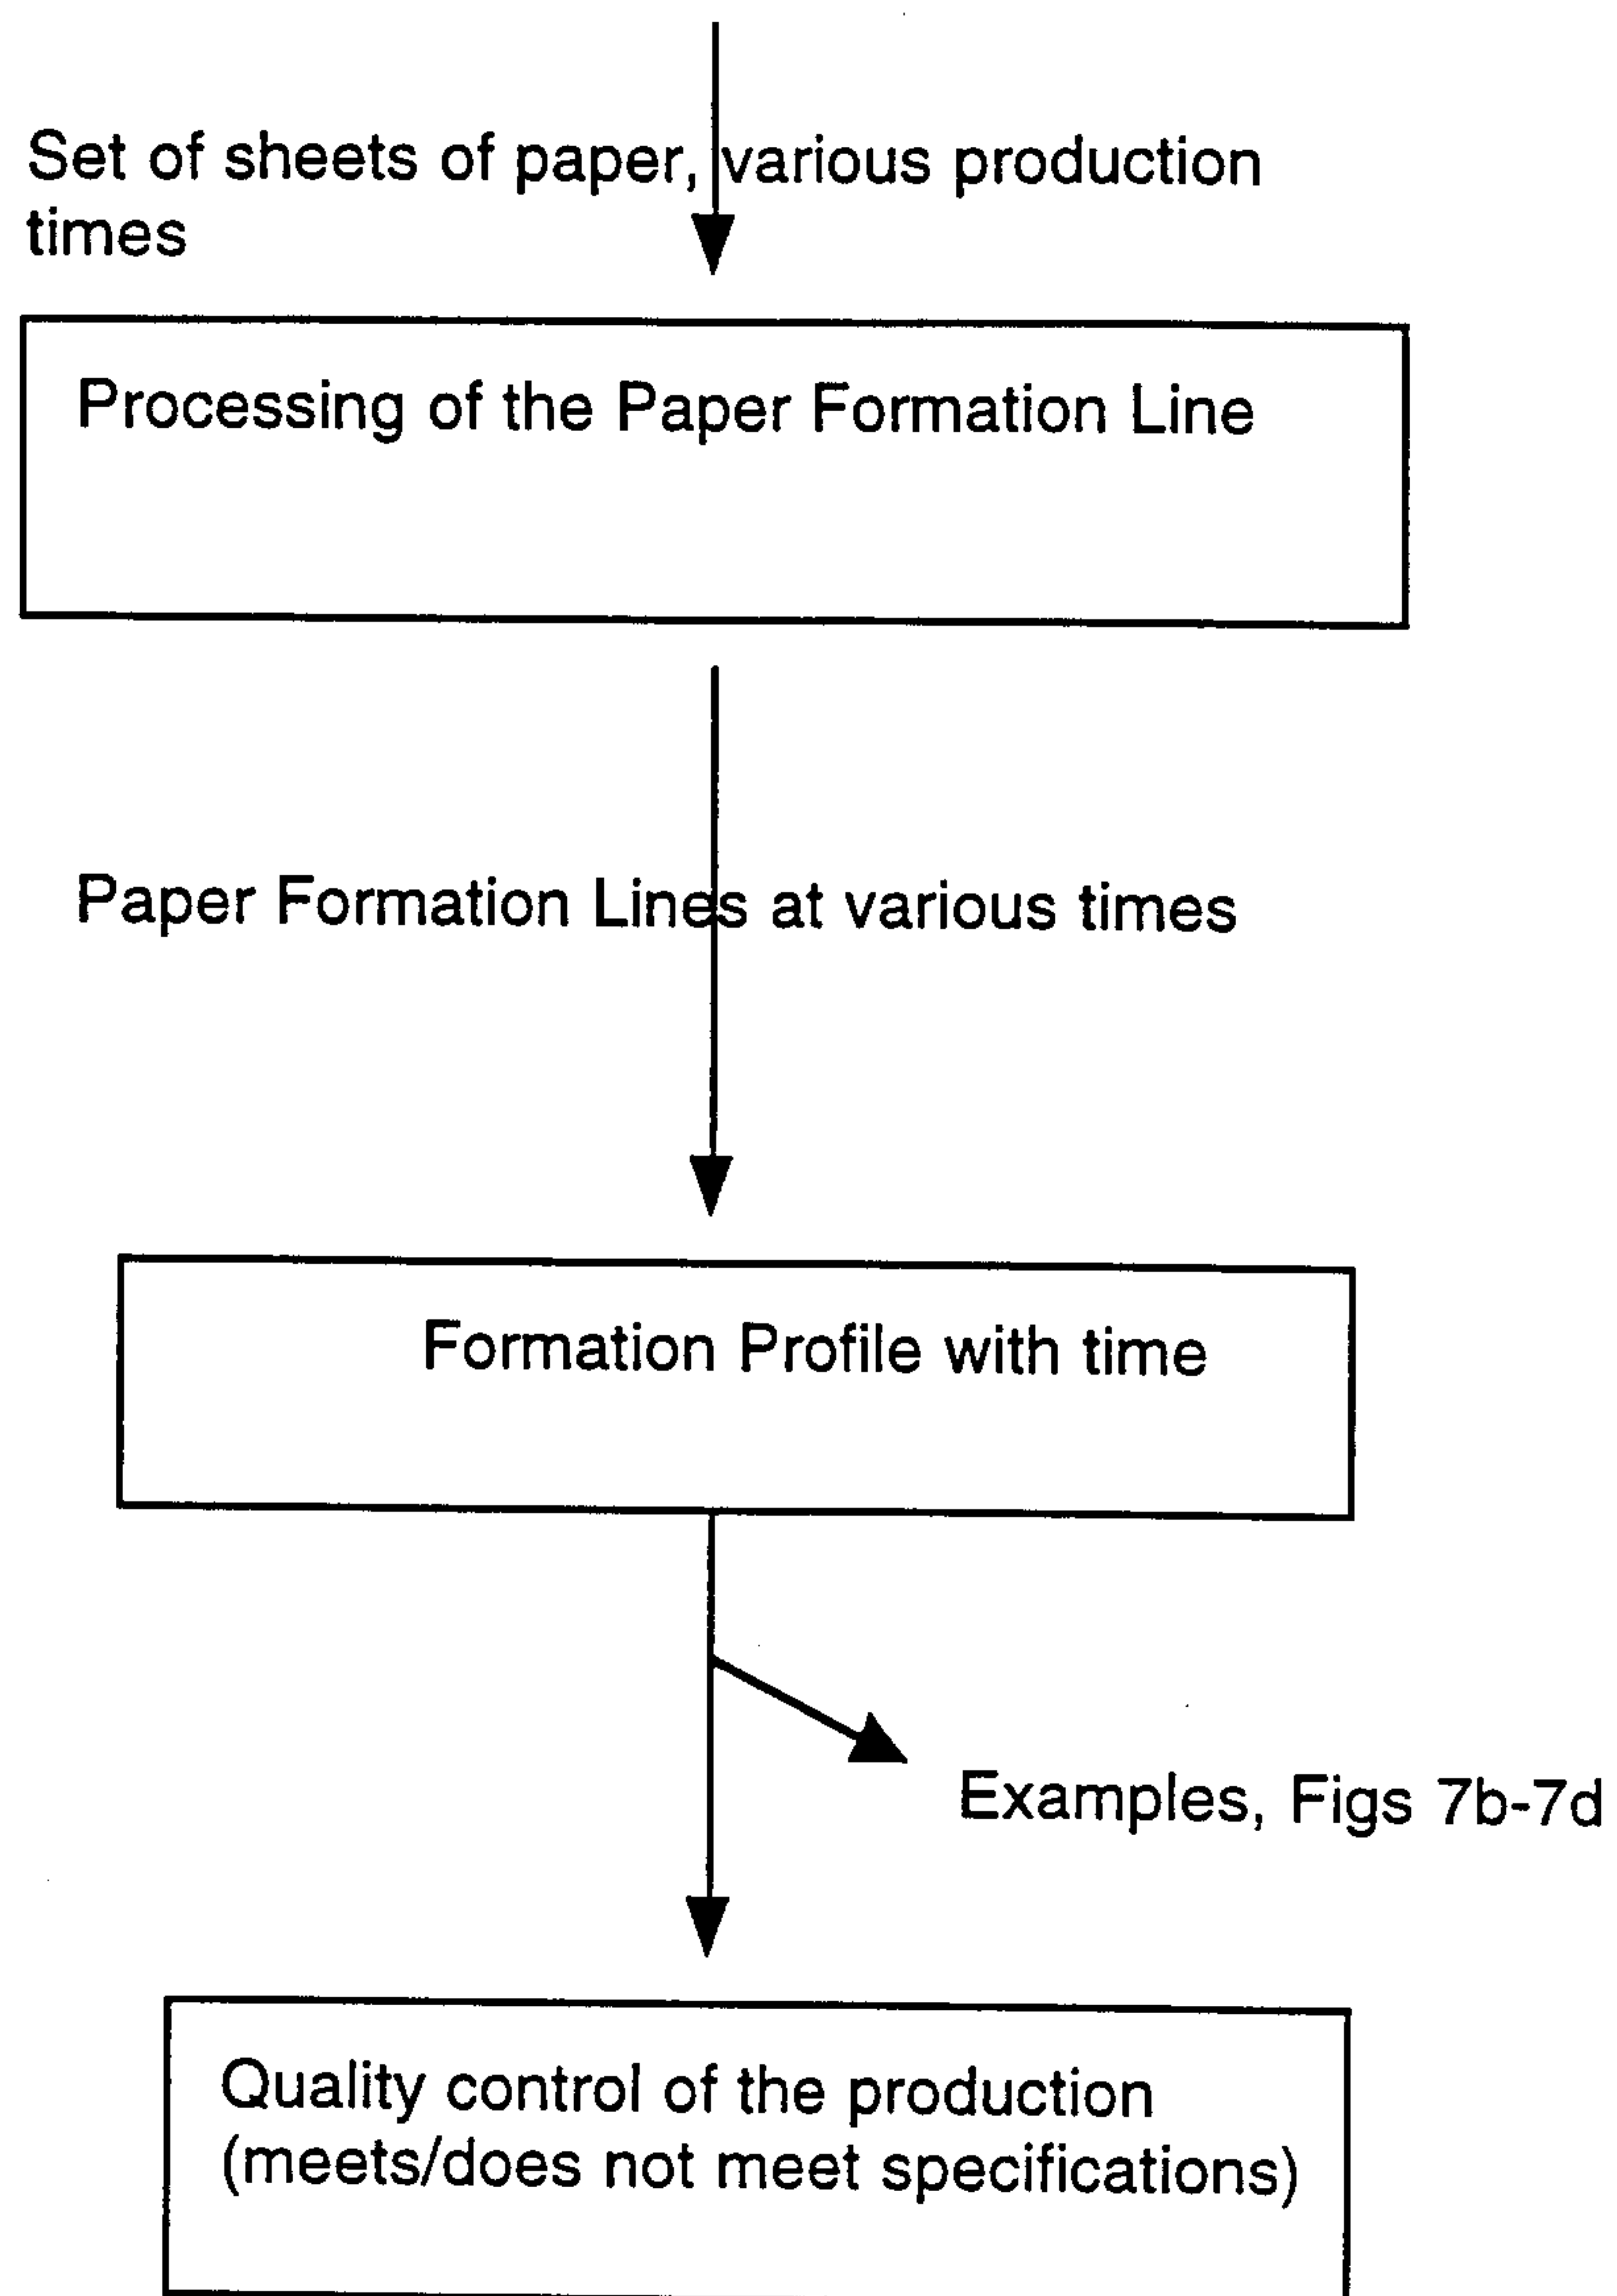 Set of sheets of paper, various production
times
Processing of the Paper Formation Line
Paper Formation Lines at various times
Formation Profile with time
Examples, Figs 7b-7d
Quality control of the production
(meets/does not meet specifications)